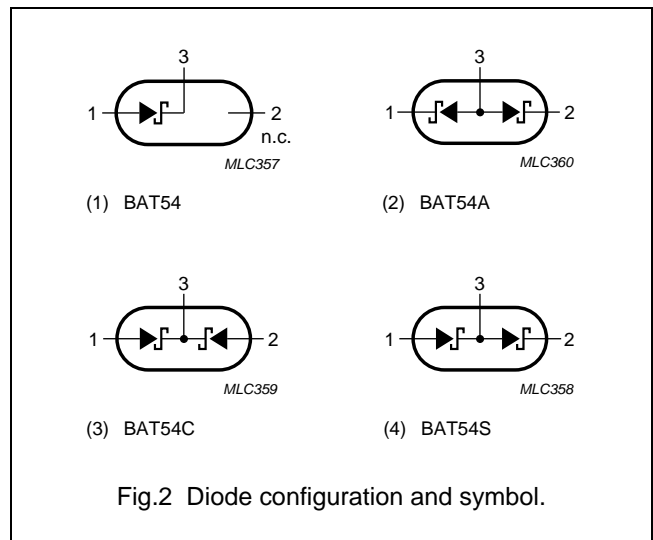 3
1
2
n.c.
MLC357
(1) BAT54
3
1
2
MLC360
(2) BAT54A
3
1
2
MLC359
(3) BAT54C
3
1
2
MLC358
(4) BAT54S
Fig.2 Diode configuration and symbol.